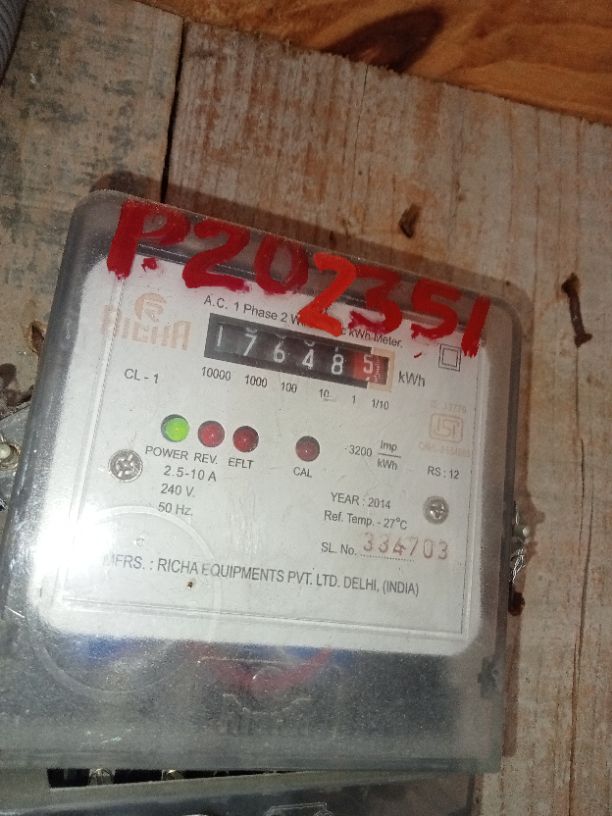 P.202351
A.C. 1 Phase 2 W kWh Meter.
RICHA
176485 kWh
10000 1000 100 10 1 1/10
CL - 1
POWER REV. EFLT CAL
3200 Imp/kWh
ISI
RS : 12
2.5-10 A
240 V.
50 Hz.
YEAR : 2014
Ref. Temp. - 27°C
SL. No. 334703
MFRS. : RICHA EQUIPMENTS PVT. LTD. DELHI, (INDIA)